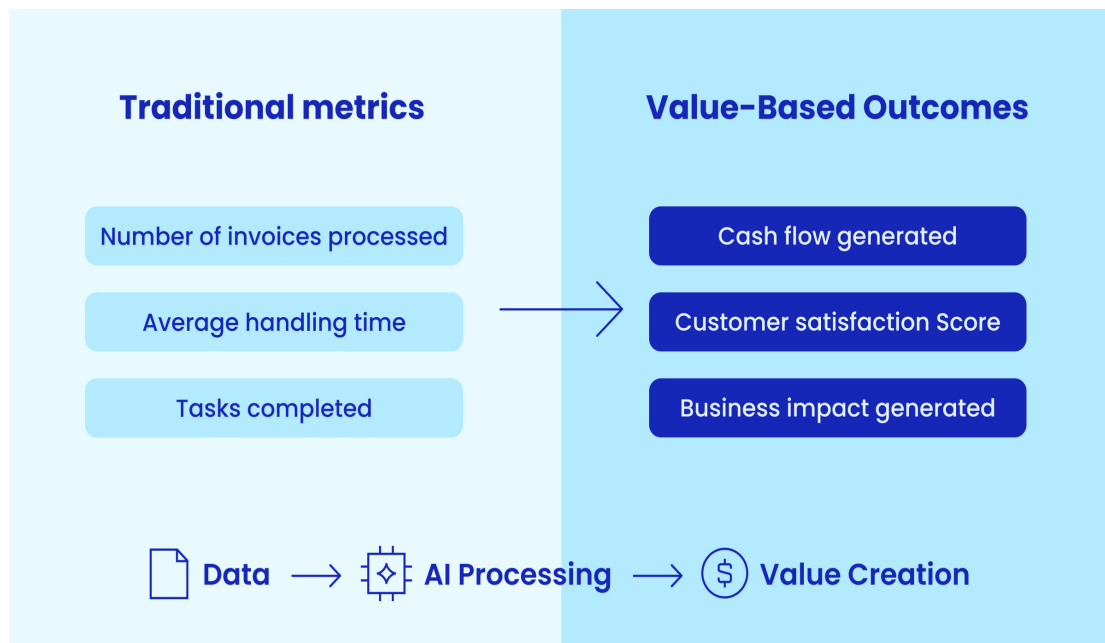 Traditional metrics
Number of invoices processed
Average handling time
Tasks completed
Value-Based Outcomes
Cash flow generated
Customer satisfaction Score
Business impact generated
Data
AI Processing
$ Value Creation